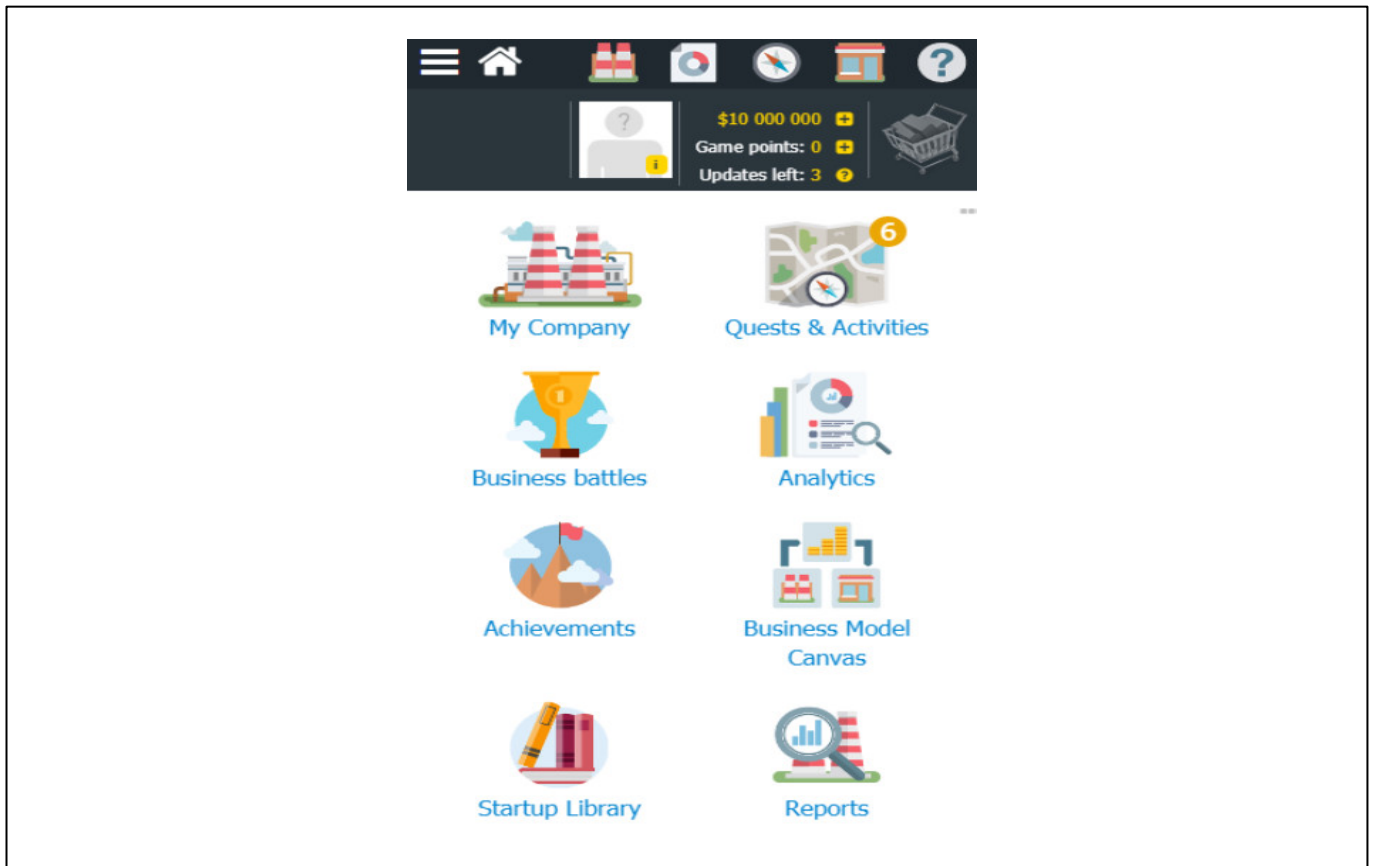 ?
?
$10 000 000 +
Game points: 0 +
i
Updates left: 3 ?
6
My Company
Quests & Activities
1
Business battles
Analytics
Achievements
Business Model
Canvas
Startup Library
Reports